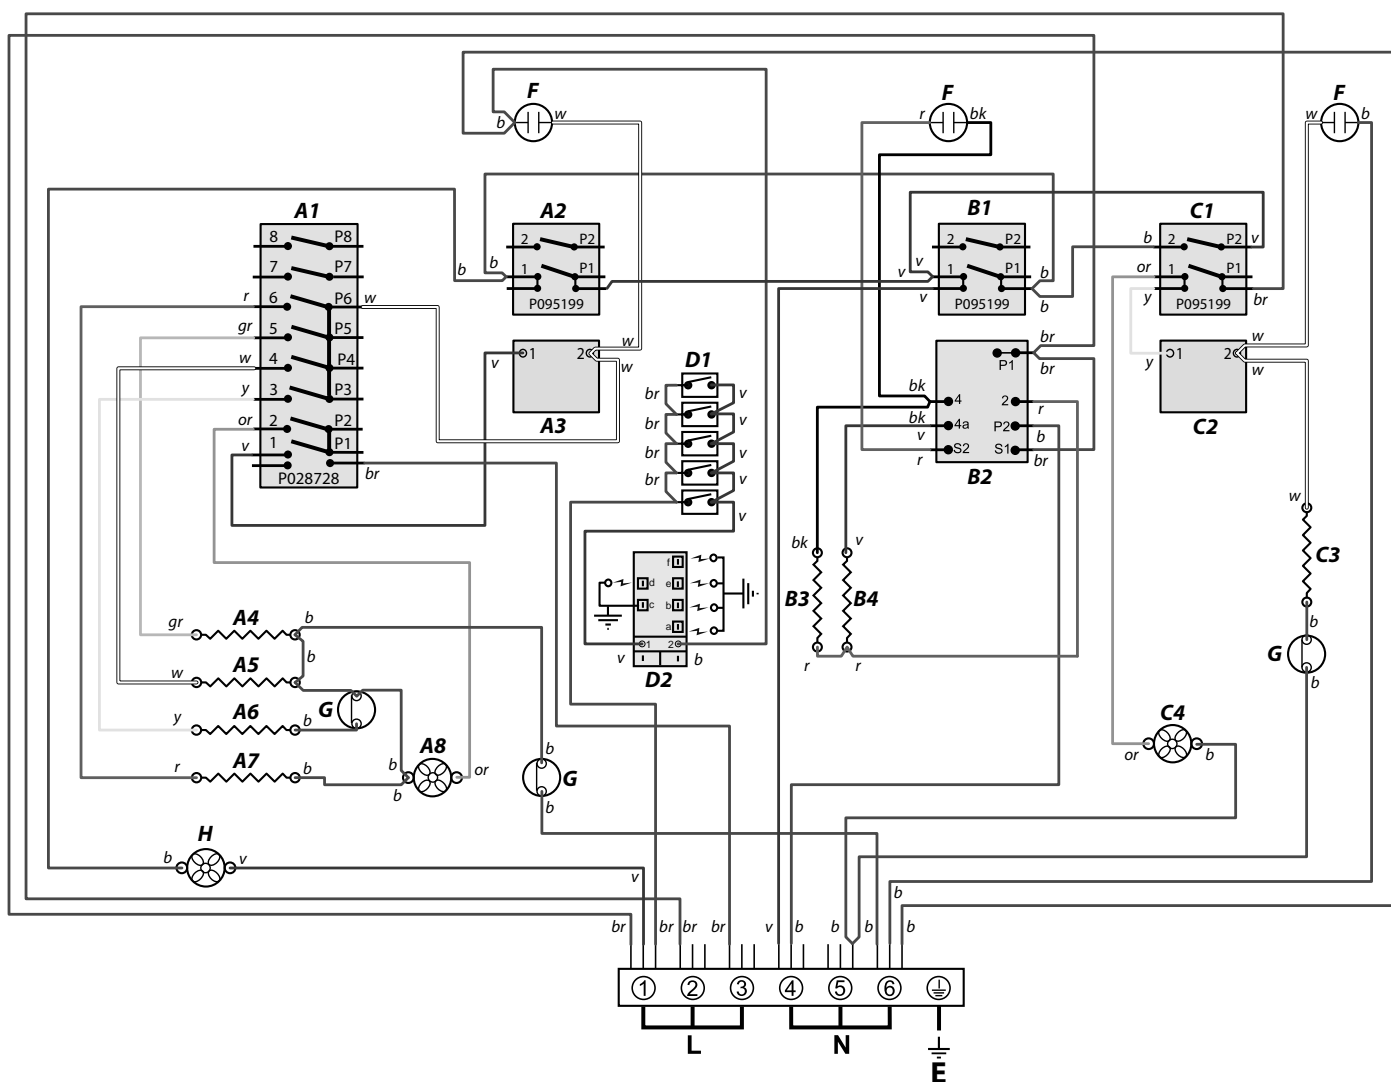 F
F
F
b
w
r
bk
w
b
A1
A2
B1
C1
8
P8
7
P7
6
P6
5
P5
4
P4
3
P3
2
P2
1
P1
P028728
r
gr
w
y
or
v
w
br
b
b
2
P2
1
P1
P095199
v
v
v
2
P2
1
P1
P095199
b
b
b
or
y
2
P2
1
P1
P095199
v
br
v
1
2
w
w
A3
D1
br
v
br
v
br
v
br
v
v
bk
bk
v
r
4
4a
S2
P1
2
P2
S1
br
br
r
b
br
B2
y
1
2
w
w
C2
w
C3
b
G
b
bk
v
B3
B4
r
r
f
d
e
c
b
a
1
2
v
b
D2
gr
A4
b
b
w
A5
y
A6
b
G
r
A7
b
b
b
A8
or
b
G
b
C4
or
b
H
b
v
v
br
br
br
br
v
b
b
b
b
b
1
2
3
4
5
6
L
N
E